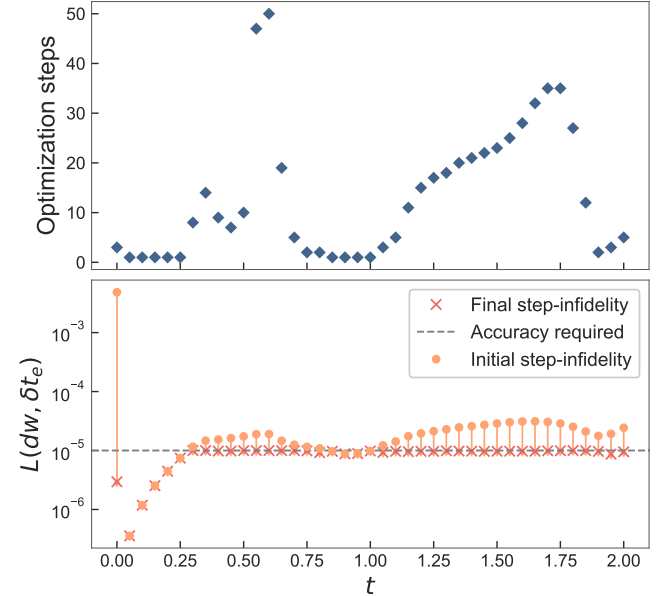 50
40
30
20
10
0
Optimization steps
Final step-infidelity
Accuracy required
Initial step-infidelity
10⁻³
10⁻⁴
10⁻⁵
10⁻⁶
L(dw, δtₑ)
0.00 0.25 0.50 0.75 1.00 1.25 1.50 1.75 2.00
t